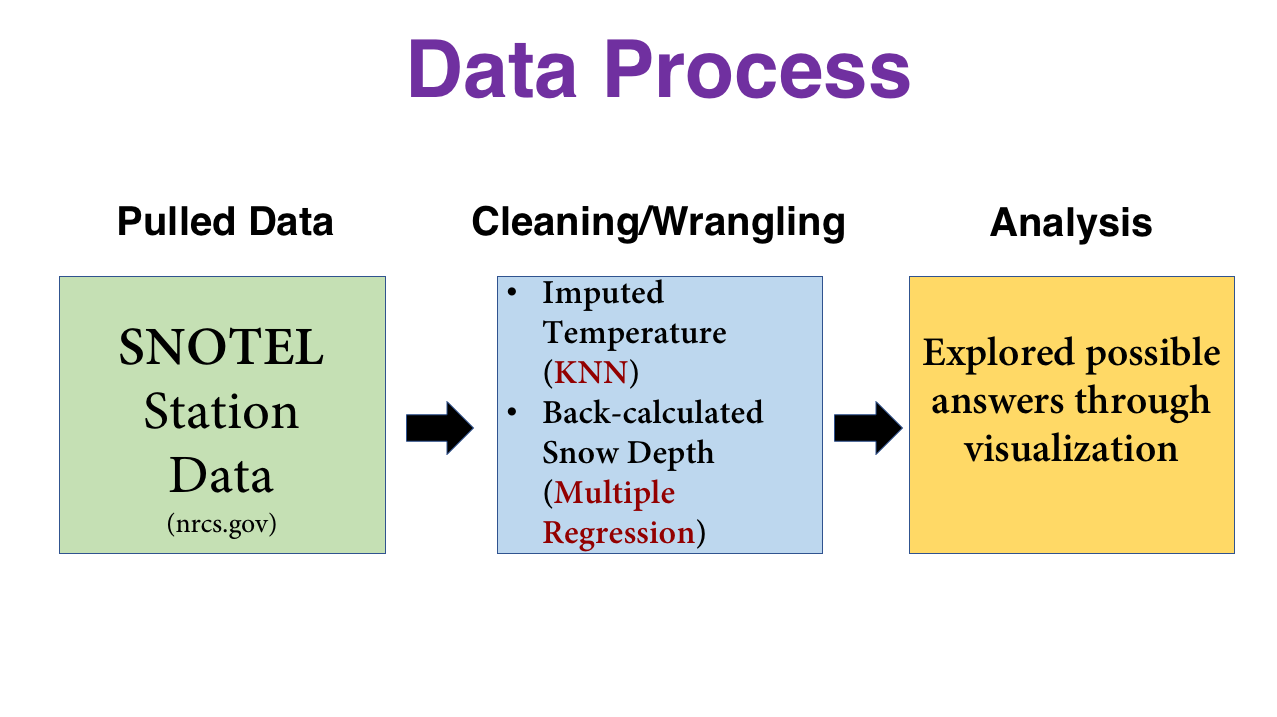 Data Process
Pulled Data
SNOTEL
Station
Data
(nrcs.gov)
Cleaning/Wrangling
• Imputed
Temperature
(KNN)
• Back-calculated
Snow Depth
(Multiple
Regression)
Analysis
Explored possible
answers through
visualization